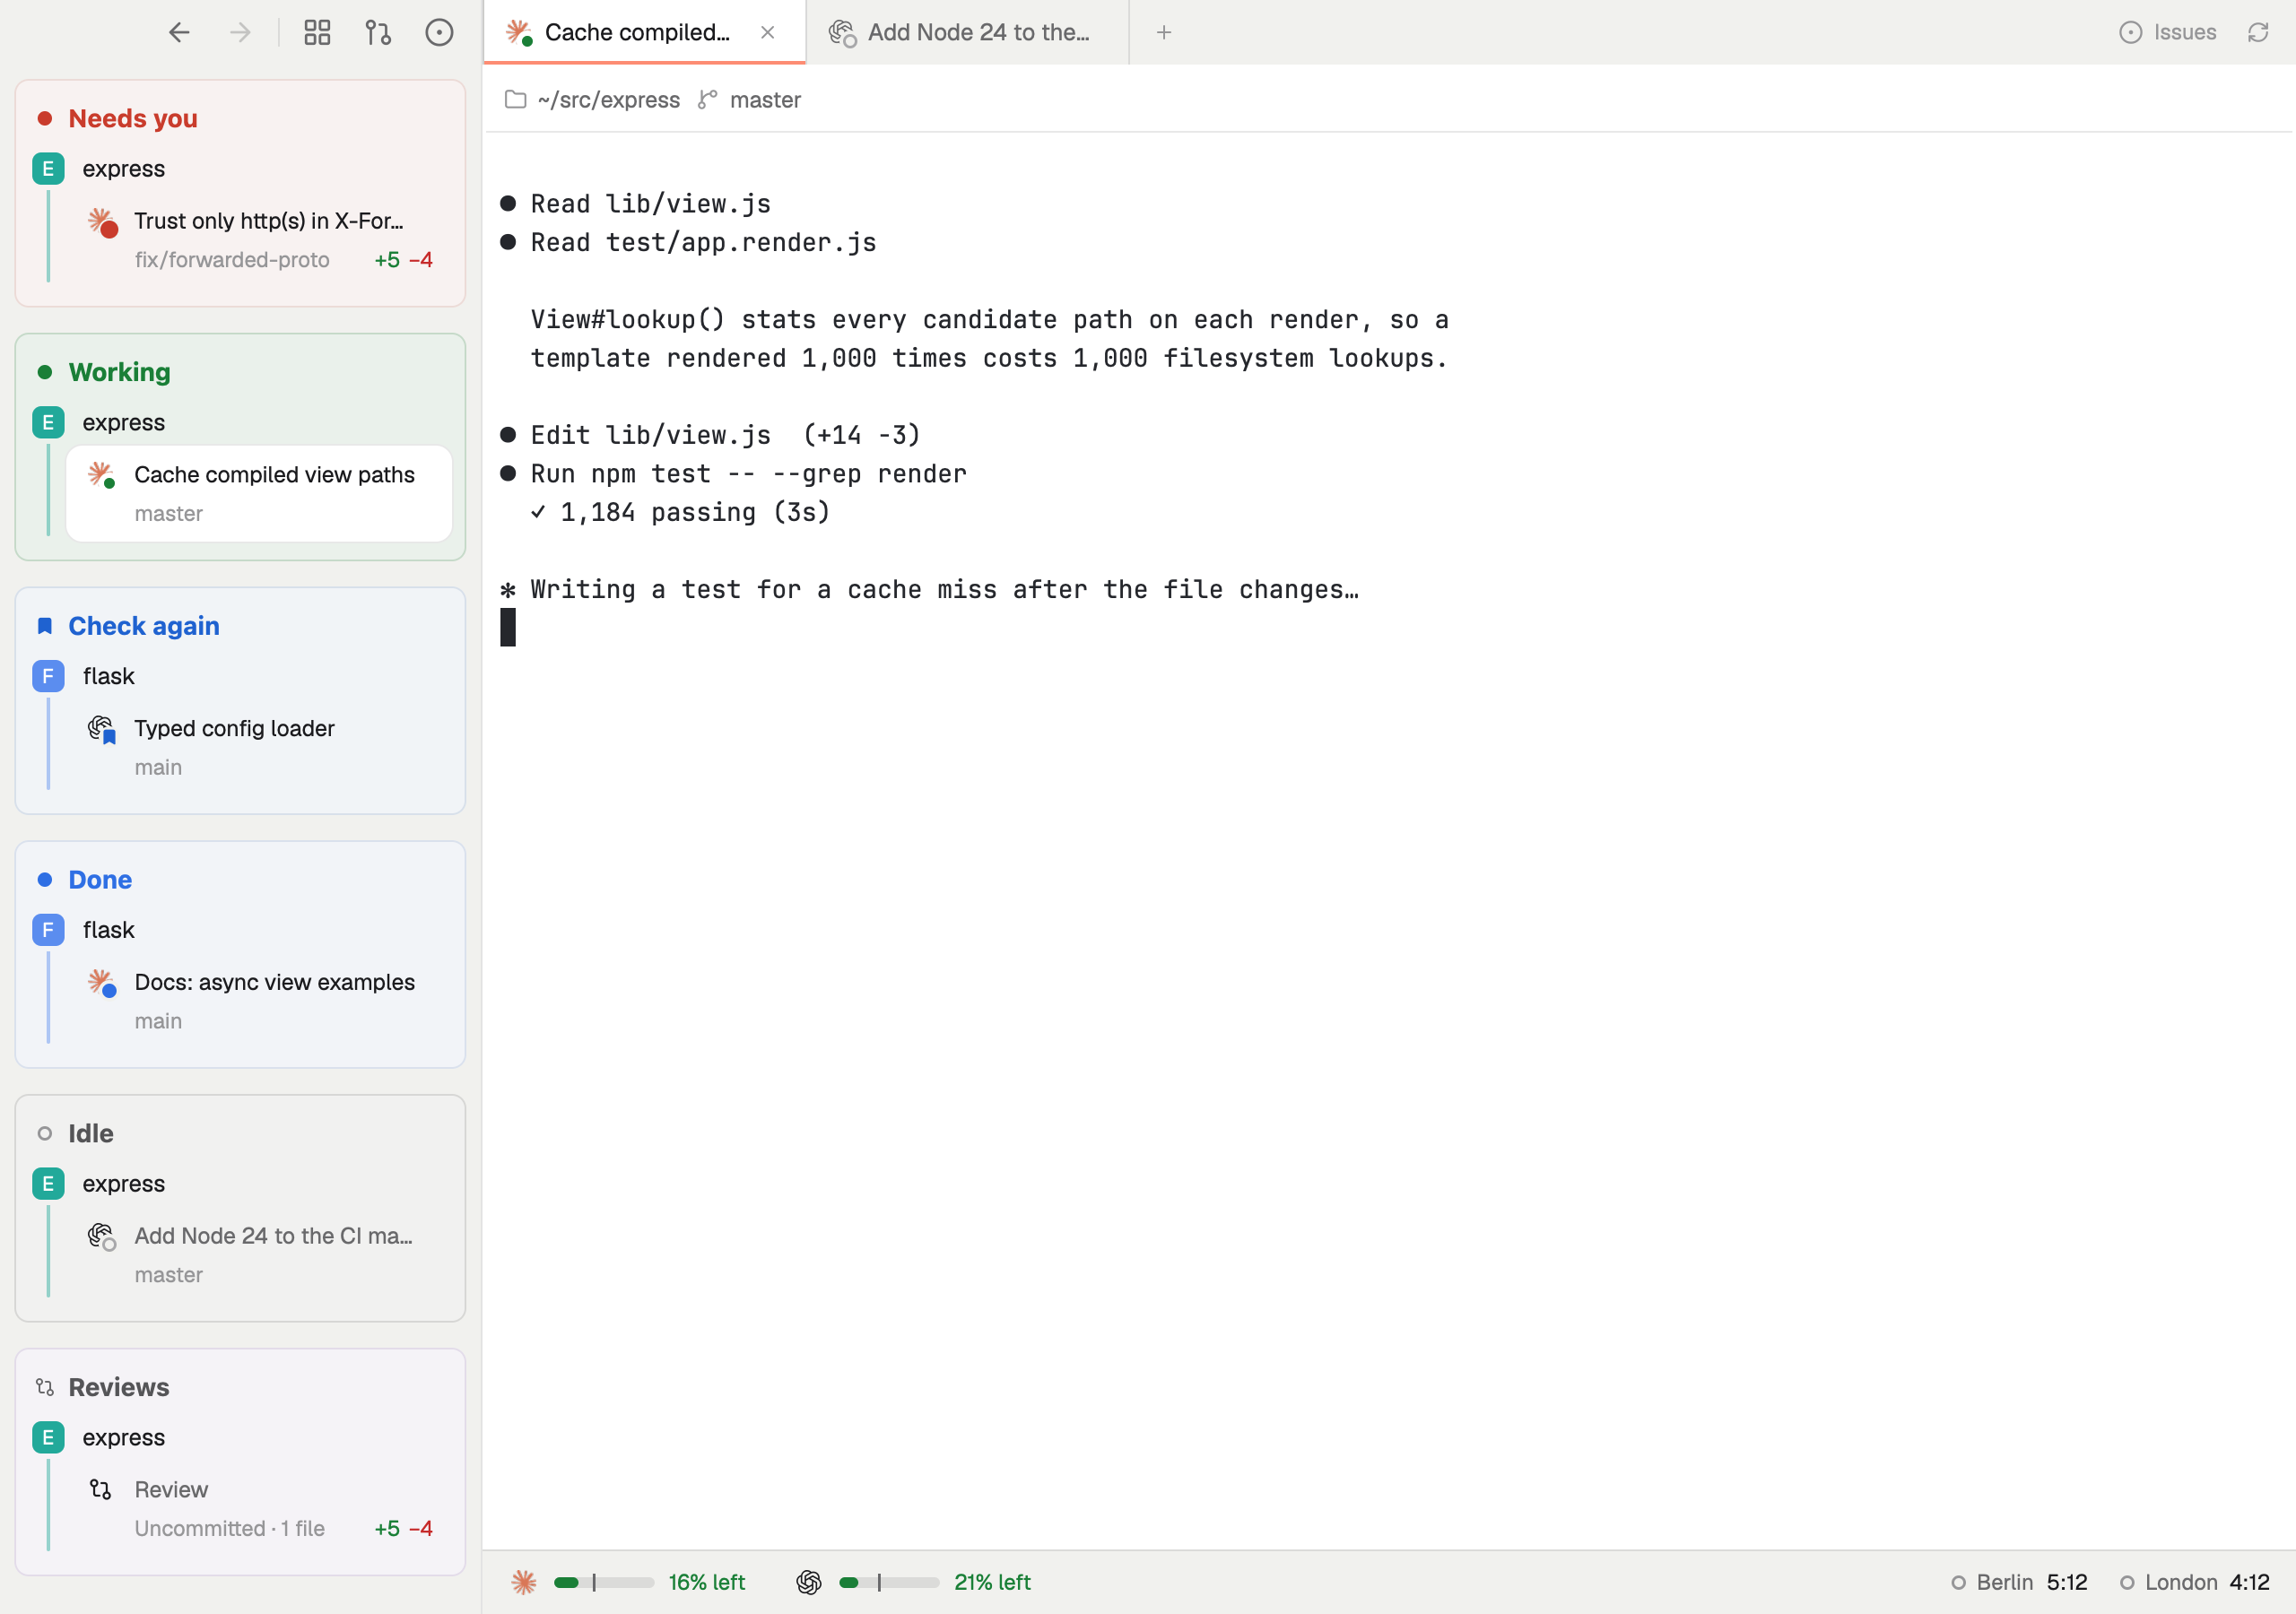 Needs you
E express
Trust only http(s) in X-For…
fix/forwarded-proto +5 −4
Working
E express
Cache compiled view paths
master
Check again
F flask
Typed config loader
main
Done
F flask
Docs: async view examples
main
Idle
E express
Add Node 24 to the CI ma…
master
Reviews
E express
Review
Uncommitted · 1 file +5 −4
Cache compiled…
Add Node 24 to the…
Issues
~/src/express master
Read lib/view.js
Read test/app.render.js
View#lookup() stats every candidate path on each render, so a
template rendered 1,000 times costs 1,000 filesystem lookups.
Edit lib/view.js (+14 -3)
Run npm test -- --grep render
✓ 1,184 passing (3s)
✻ Writing a test for a cache miss after the file changes…
16% left
21% left
Berlin 5:12
London 4:12